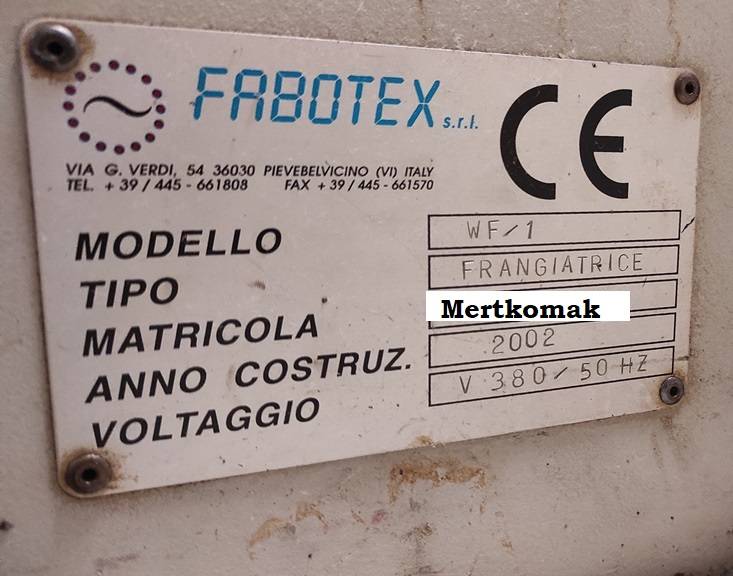 FABOTEX s.r.l.
CE
VIA G. VERDI, 54 36030 PIEVEBELVICINO (VI) ITALY
TEL. + 39 / 445 - 661808 FAX + 39 / 445 - 661570
MODELLO WF/1
TIPO FRANGIATRICE
MATRICOLA Mertkomak
ANNO COSTRUZ. 2002
VOLTAGGIO V 380/50 HZ